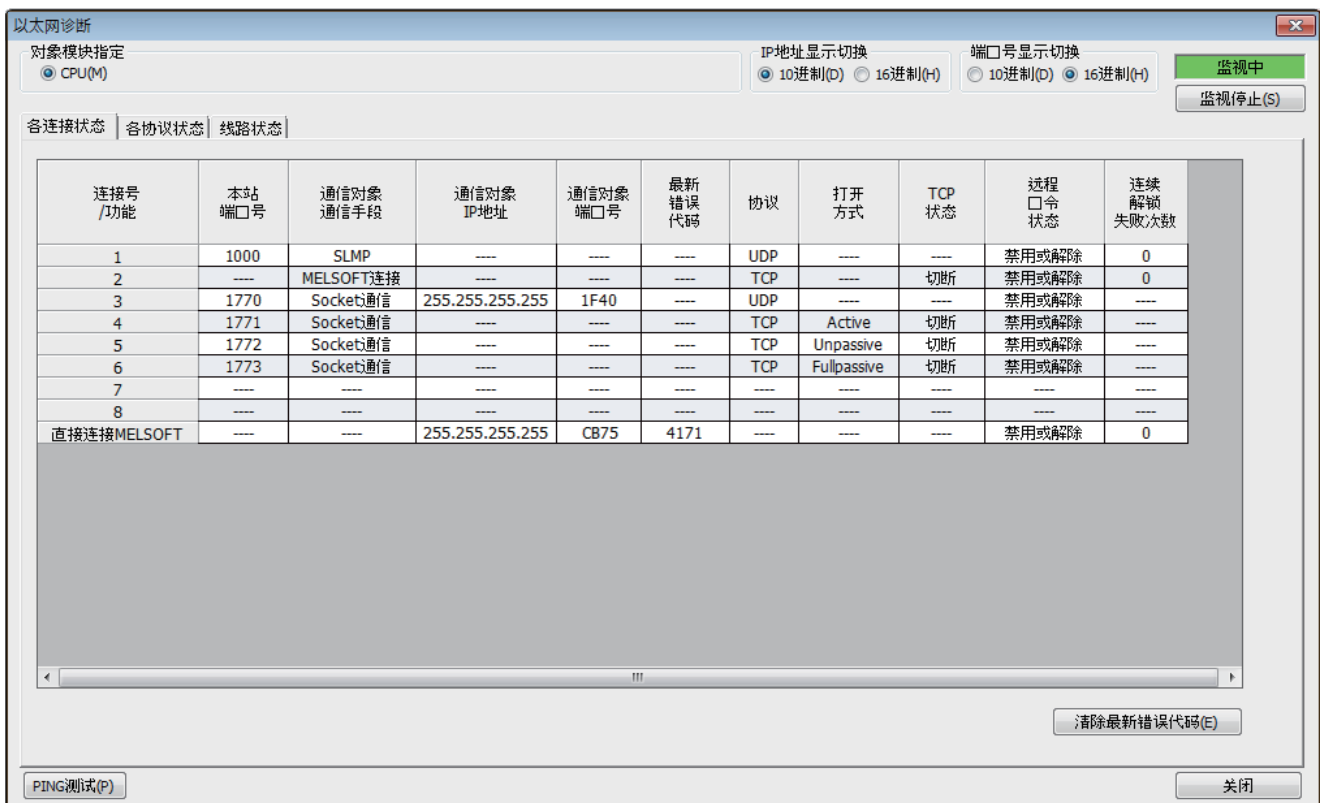 以太网诊断
对象模块指定
CPU(M)
IP地址显示切换
10进制(D) 16进制(H)
端口号显示切换
10进制(D) 16进制(H)
监视中
监视停止(S)
各连接状态 各协议状态 线路状态
连接号
/功能
本站
端口号
通信对象
通信手段
通信对象
IP地址
通信对象
端口号
最新
错误
代码
协议
打开
方式
TCP
状态
远程
口令
状态
连续
解锁
失败次数
1 1000 SLMP ---- ---- ---- UDP ---- ---- 禁用或解除 0
2 ---- MELSOFT连接 ---- ---- ---- TCP ---- 切断 禁用或解除 0
3 1770 Socket通信 255.255.255.255 1F40 ---- UDP ---- ---- 禁用或解除 ----
4 1771 Socket通信 ---- ---- ---- TCP Active 切断 禁用或解除 ----
5 1772 Socket通信 ---- ---- ---- TCP Unpassive 切断 禁用或解除 ----
6 1773 Socket通信 ---- ---- ---- TCP Fullpassive 切断 禁用或解除 ----
7 ---- ---- ---- ---- ---- ---- ---- ---- ---- ----
8 ---- ---- ---- ---- ---- ---- ---- ---- ---- ----
直接连接MELSOFT ---- ---- 255.255.255.255 CB75 4171 ---- ---- ---- 禁用或解除 0
清除最新错误代码(E)
PING测试(P)
关闭